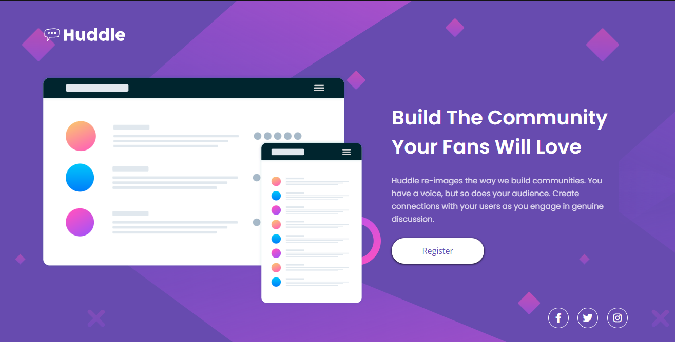 Huddle
Build The Community
Your Fans Will Love
Huddle re-images the way we build communities. You
have a voice, but so does your audience. Create
connections with your users as you engage in genuine
discussion.
Register